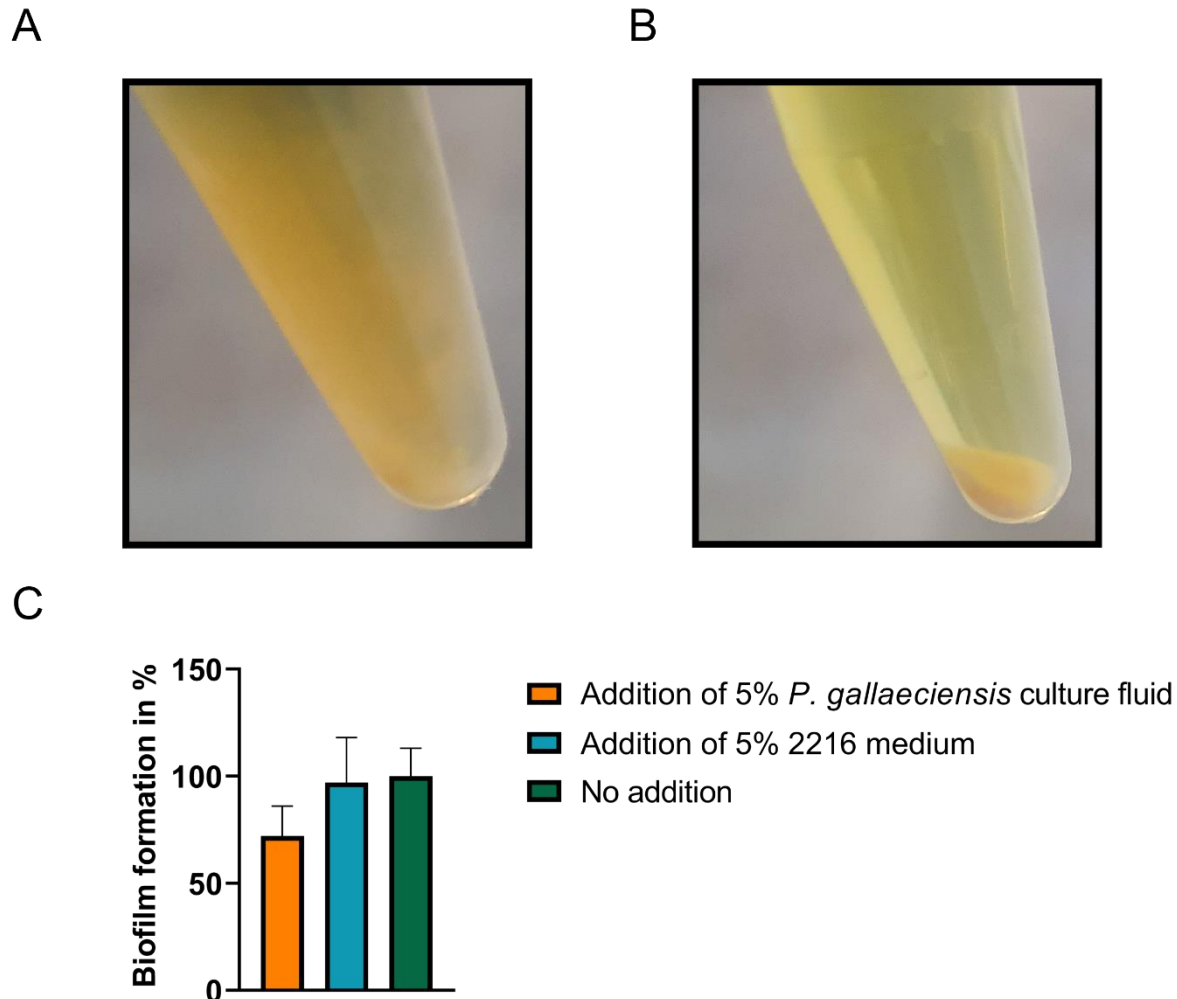 A
B
C
Biofilm formation in %
150
100
50
0
Addition of 5% P. gallaeciensis culture fluid
Addition of 5% 2216 medium
No addition